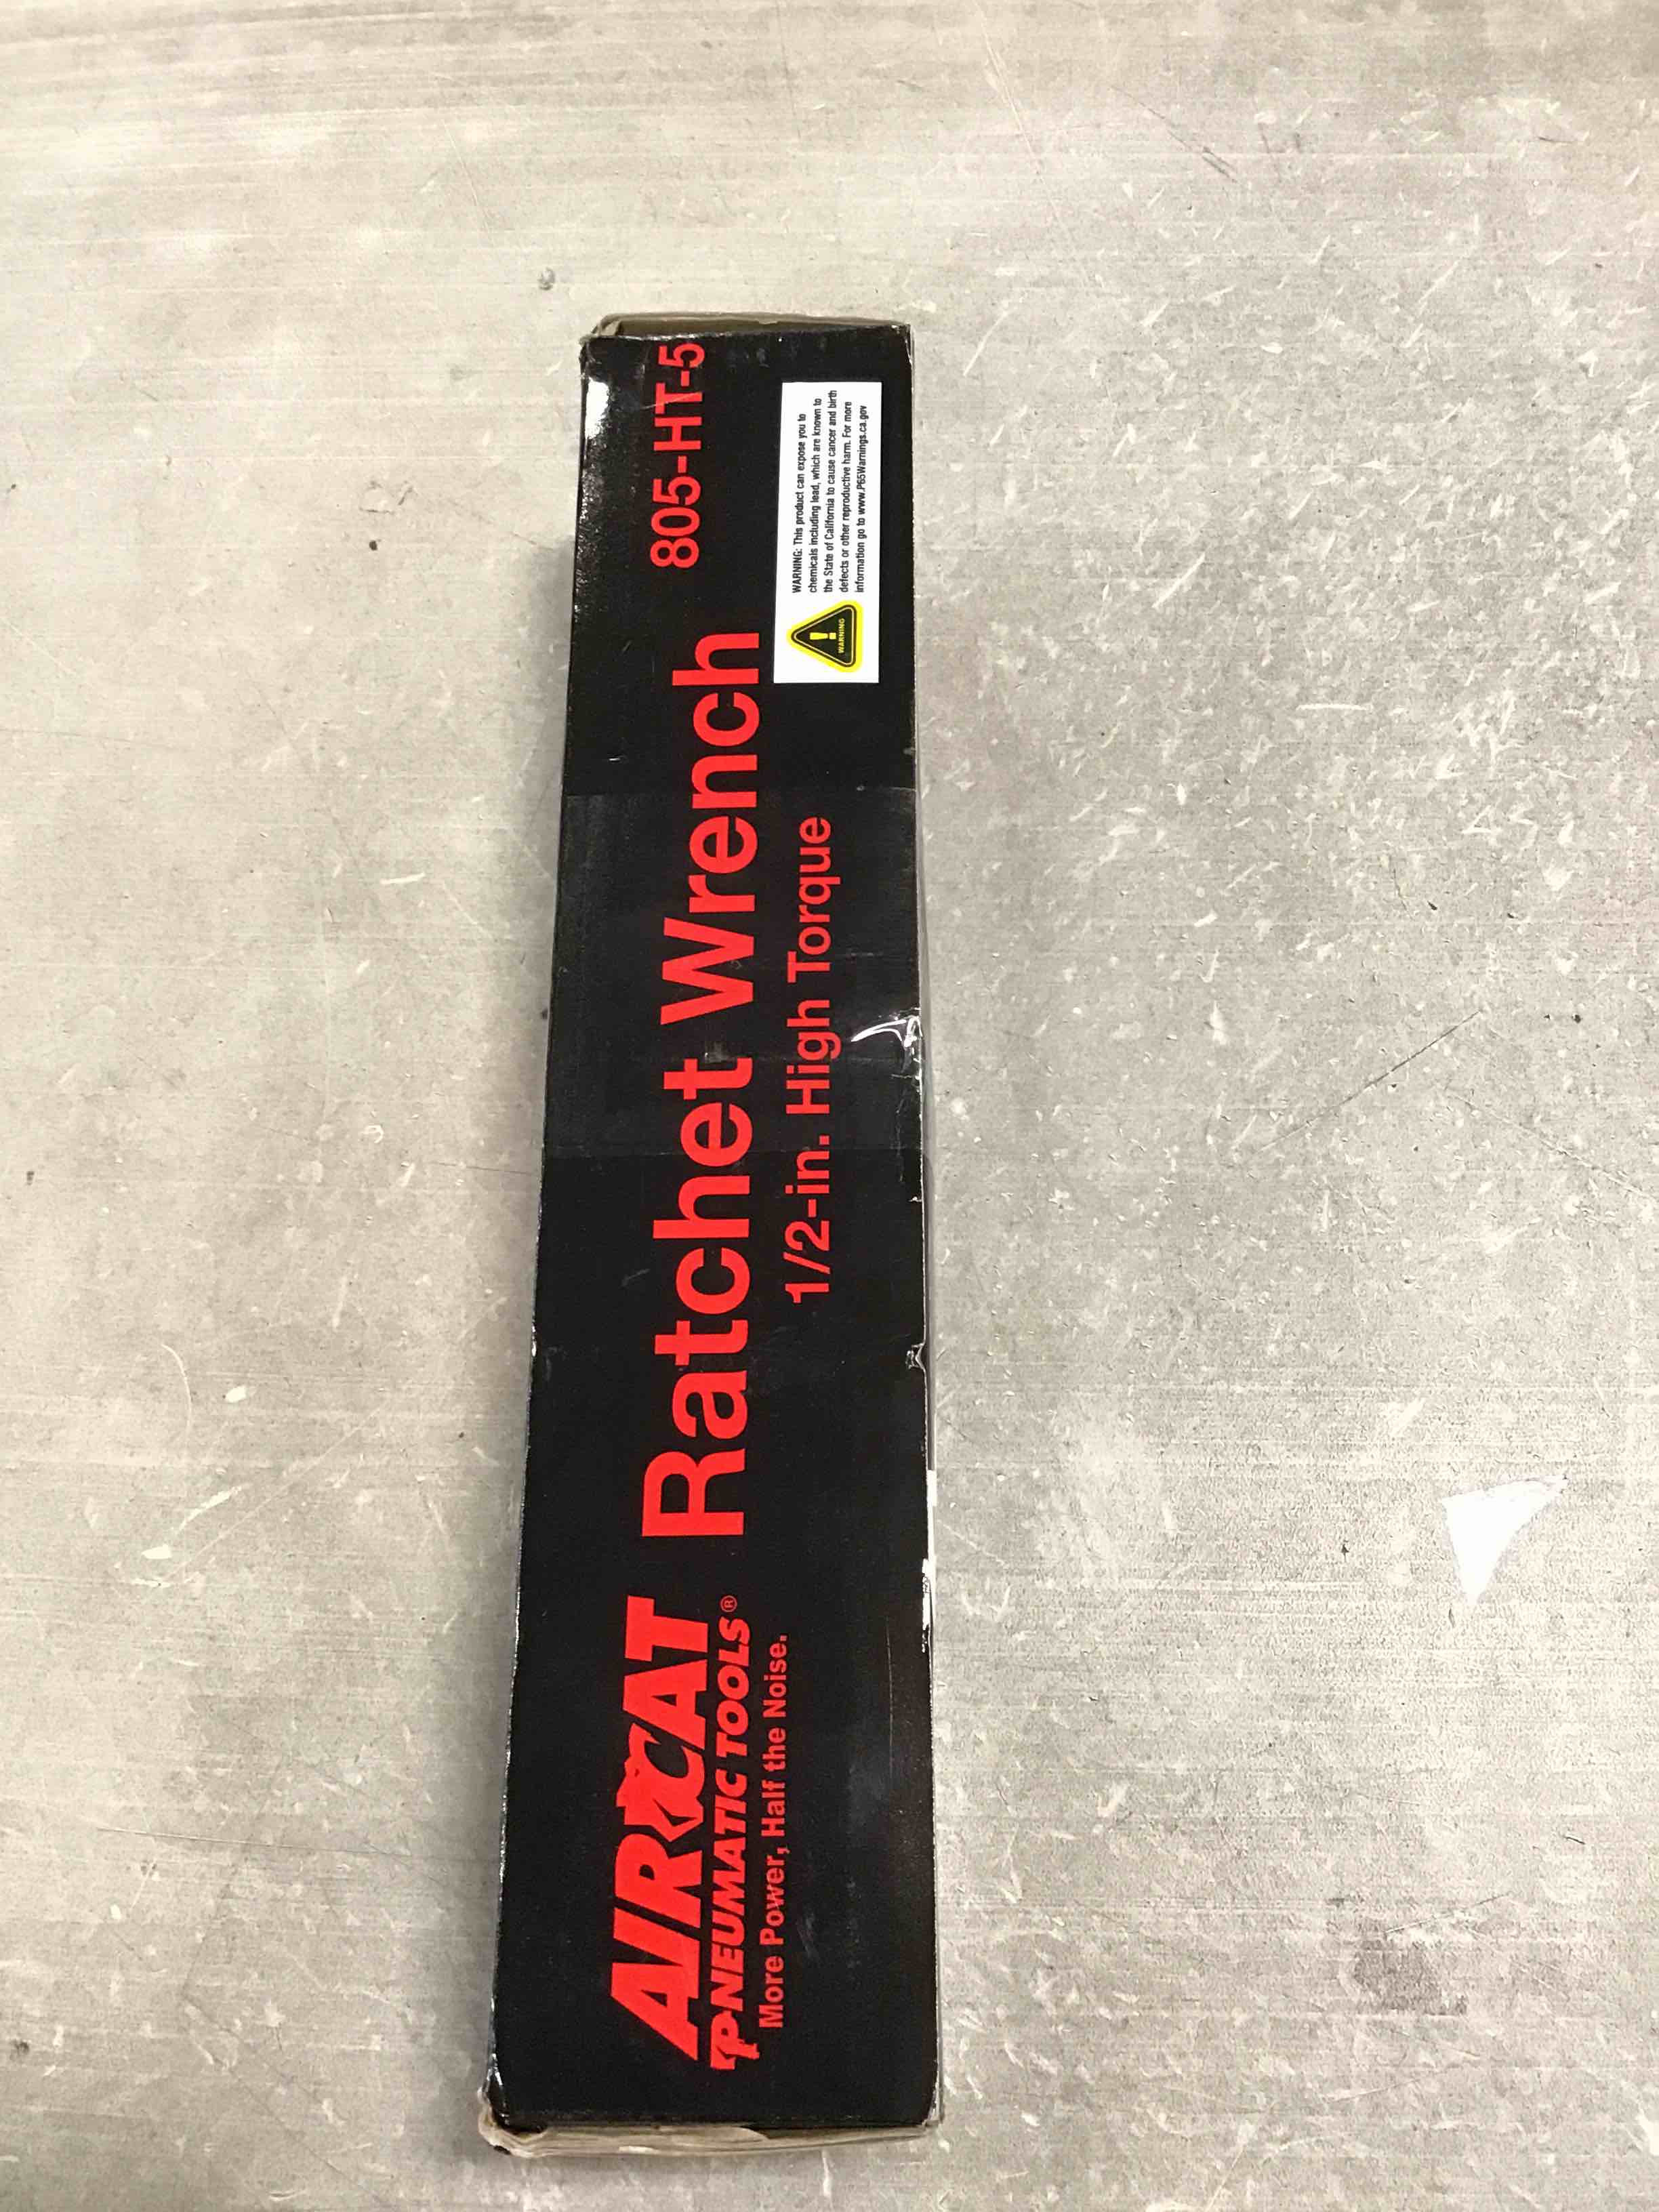 AIRCAT
PNEUMATIC TOOLS®
More Power, Half the Noise.
Ratchet Wrench
1/2-in. High Torque
805-HT-5
WARNING
WARNING: This product can expose you to
chemicals including lead, which are known to
the State of California to cause cancer and birth
defects or other reproductive harm. For more
information go to www.P65Warnings.ca.gov